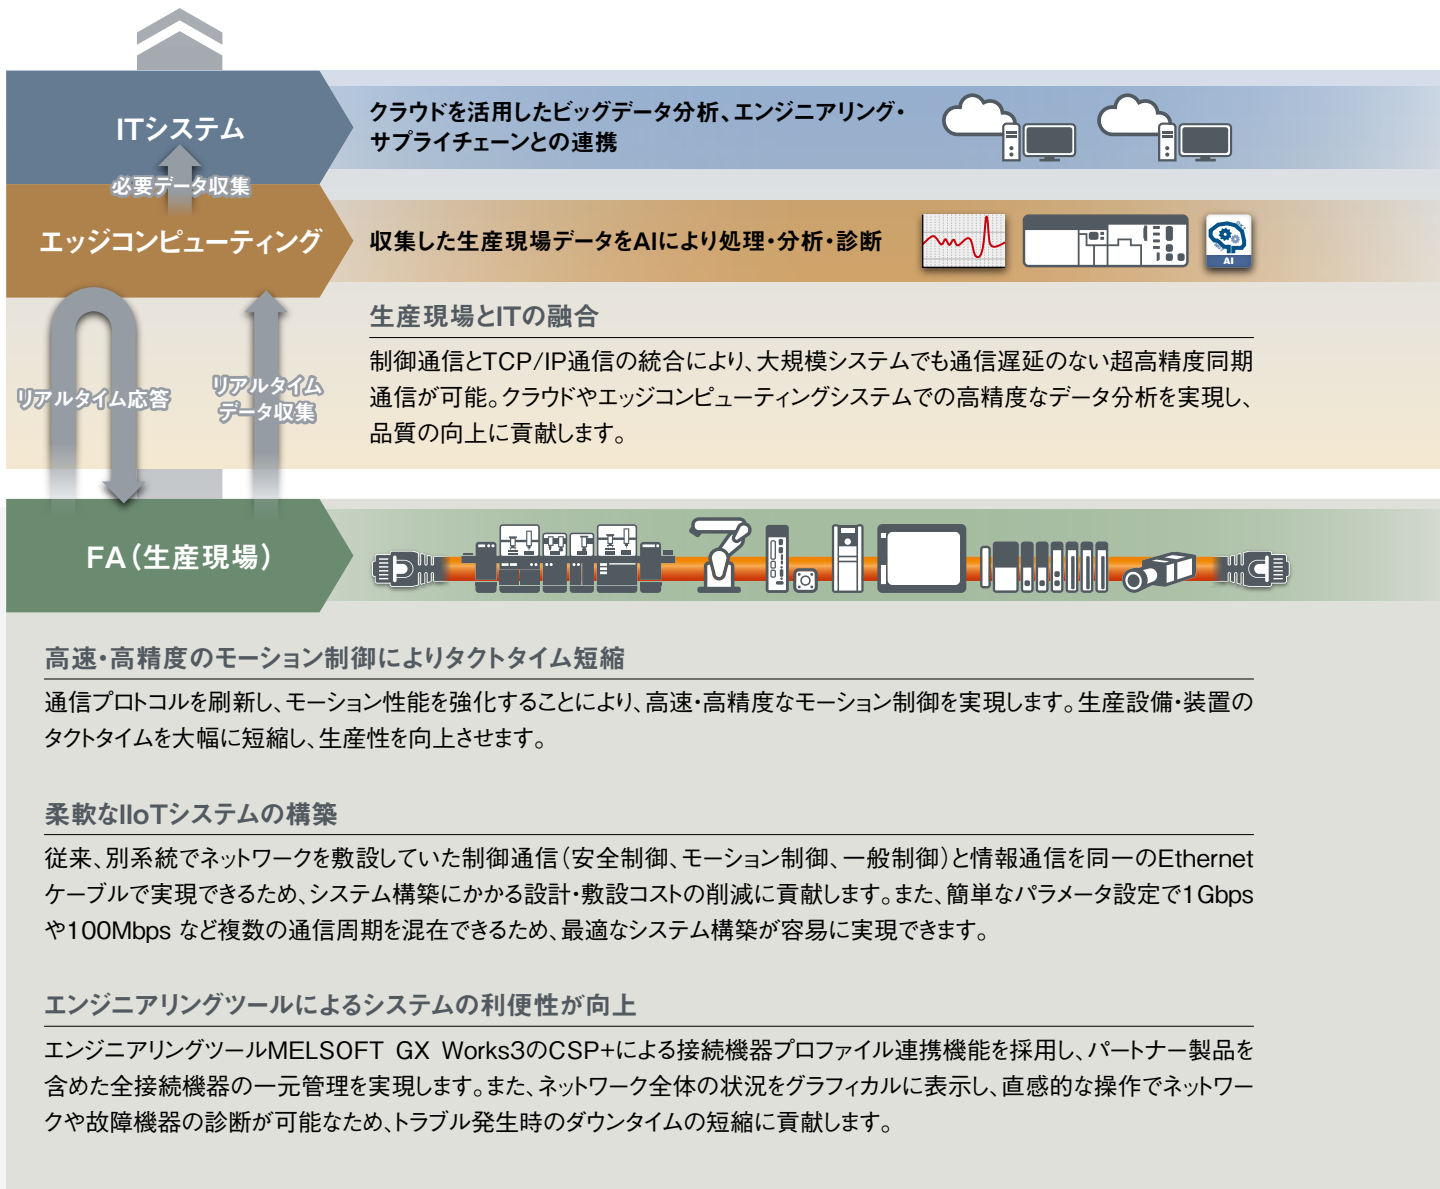 ITシステム
クラウドを活用したビッグデータ分析、エンジニアリング・
サプライチェーンとの連携
必要データ収集
エッジコンピューティング
収集した生産現場データをAIにより処理・分析・診断
AI
生産現場とITの融合
制御通信とTCP/IP通信の統合により、大規模システムでも通信遅延のない超高精度同期
通信が可能。クラウドやエッジコンピューティングシステムでの高精度なデータ分析を実現し、
品質の向上に貢献します。
リアルタイム応答
リアルタイム
データ収集
FA（生産現場）
高速・高精度のモーション制御によりタクトタイム短縮
通信プロトコルを刷新し、モーション性能を強化することにより、高速・高精度なモーション制御を実現します。生産設備・装置の
タクトタイムを大幅に短縮し、生産性を向上させます。
柔軟なIIoTシステムの構築
従来、別系統でネットワークを敷設していた制御通信（安全制御、モーション制御、一般制御）と情報通信を同一のEthernet
ケーブルで実現できるため、システム構築にかかる設計・敷設コストの削減に貢献します。また、簡単なパラメータ設定で1Gbps
や100Mbps など複数の通信周期を混在できるため、最適なシステム構築が容易に実現できます。
エンジニアリングツールによるシステムの利便性が向上
エンジニアリングツールMELSOFT GX Works3のCSP+による接続機器プロファイル連携機能を採用し、パートナー製品を
含めた全接続機器の一元管理を実現します。また、ネットワーク全体の状況をグラフィカルに表示し、直感的な操作でネットワー
クや故障機器の診断が可能なため、トラブル発生時のダウンタイムの短縮に貢献します。